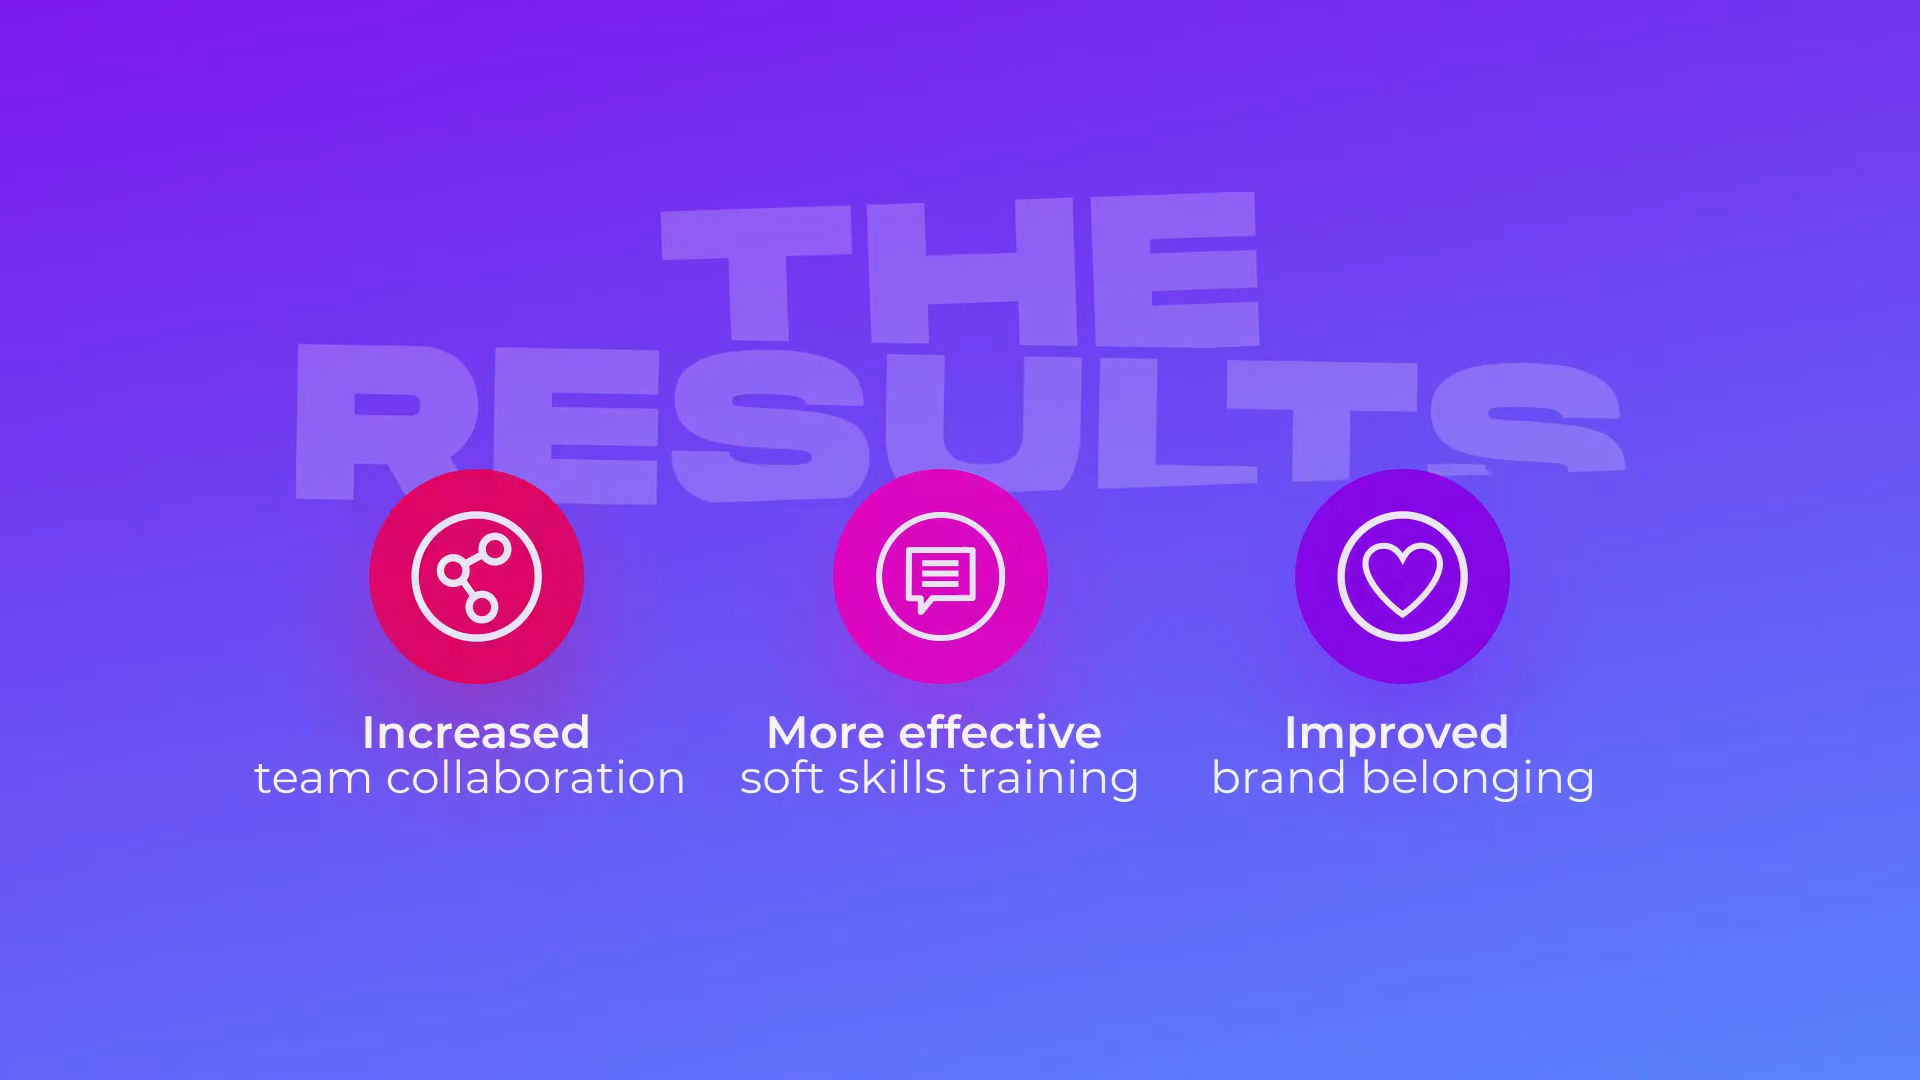 THE
RESULTS
Increased
team collaboration
More effective
soft skills training
Improved
brand belonging